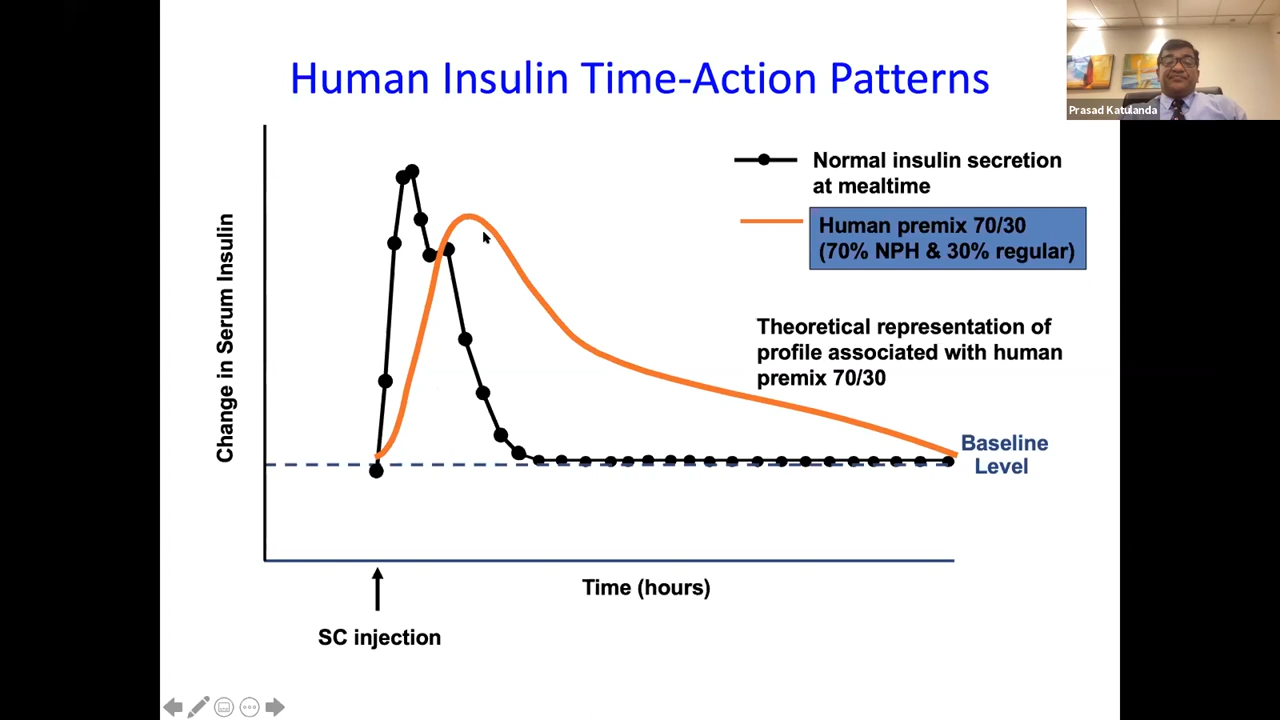 Human Insulin Time-Action Patterns
Prasad Katulanda
Normal insulin secretion
at mealtime
Human premix 70/30
(70% NPH & 30% regular)
Theoretical representation of
profile associated with human
premix 70/30
Change in Serum Insulin
Baseline
Level
Time (hours)
SC injection